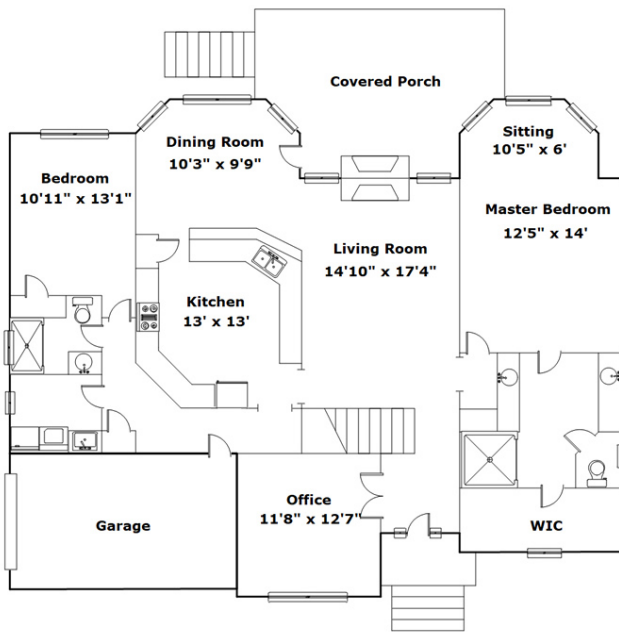 Covered Porch
Dining Room
10'3" x 9'9"
Sitting
10'5" x 6'
Bedroom
10'11" x 13'1"
Master Bedroom
12'5" x 14'
Living Room
14'10" x 17'4"
Kitchen
13' x 13'
Office
11'8" x 12'7"
Garage
WIC